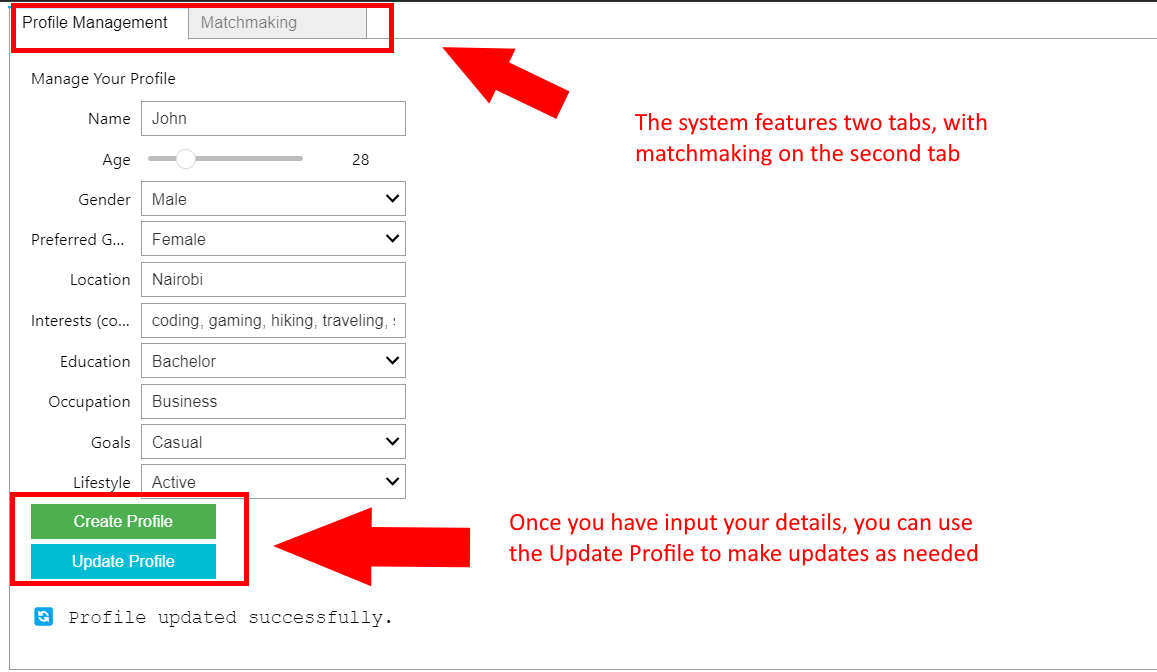 Profile Management Matchmaking
Manage Your Profile
The system features two tabs, with
matchmaking on the second tab
Name John
Age 28
Gender Male
Preferred G... Female
Location Nairobi
Interests (co... coding, gaming, hiking, traveling,
Education Bachelor
Occupation Business
Goals Casual
Lifestyle Active
Create Profile
Update Profile
Once you have input your details, you can use
the Update Profile to make updates as needed
Profile updated successfully.